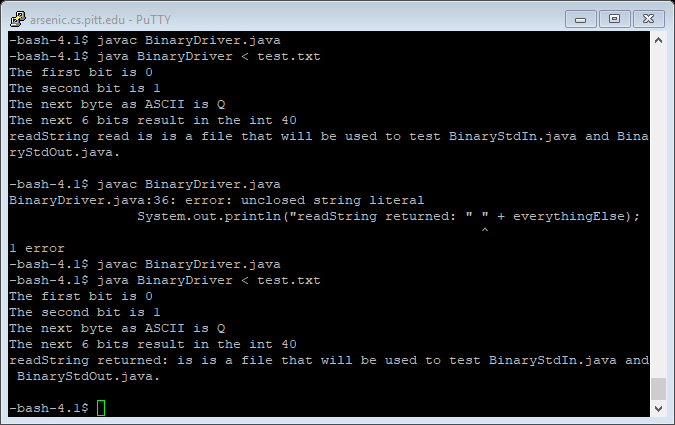 arsenic.cs.pitt.edu - PuTTY
-bash-4.1$ javac BinaryDriver.java
-bash-4.1$ java BinaryDriver < test.txt
The first bit is 0
The second bit is 1
The next byte as ASCII is Q
The next 6 bits result in the int 40
readString read is is a file that will be used to test BinaryStdIn.java and Bina
ryStdOut.java.
-bash-4.1$ javac BinaryDriver.java
BinaryDriver.java:36: error: unclosed string literal
                System.out.println("readString returned: " " + everythingElse);
                                                           ^
1 error
-bash-4.1$ javac BinaryDriver.java
-bash-4.1$ java BinaryDriver < test.txt
The first bit is 0
The second bit is 1
The next byte as ASCII is Q
The next 6 bits result in the int 40
readString returned: is is a file that will be used to test BinaryStdIn.java and
 BinaryStdOut.java.
-bash-4.1$